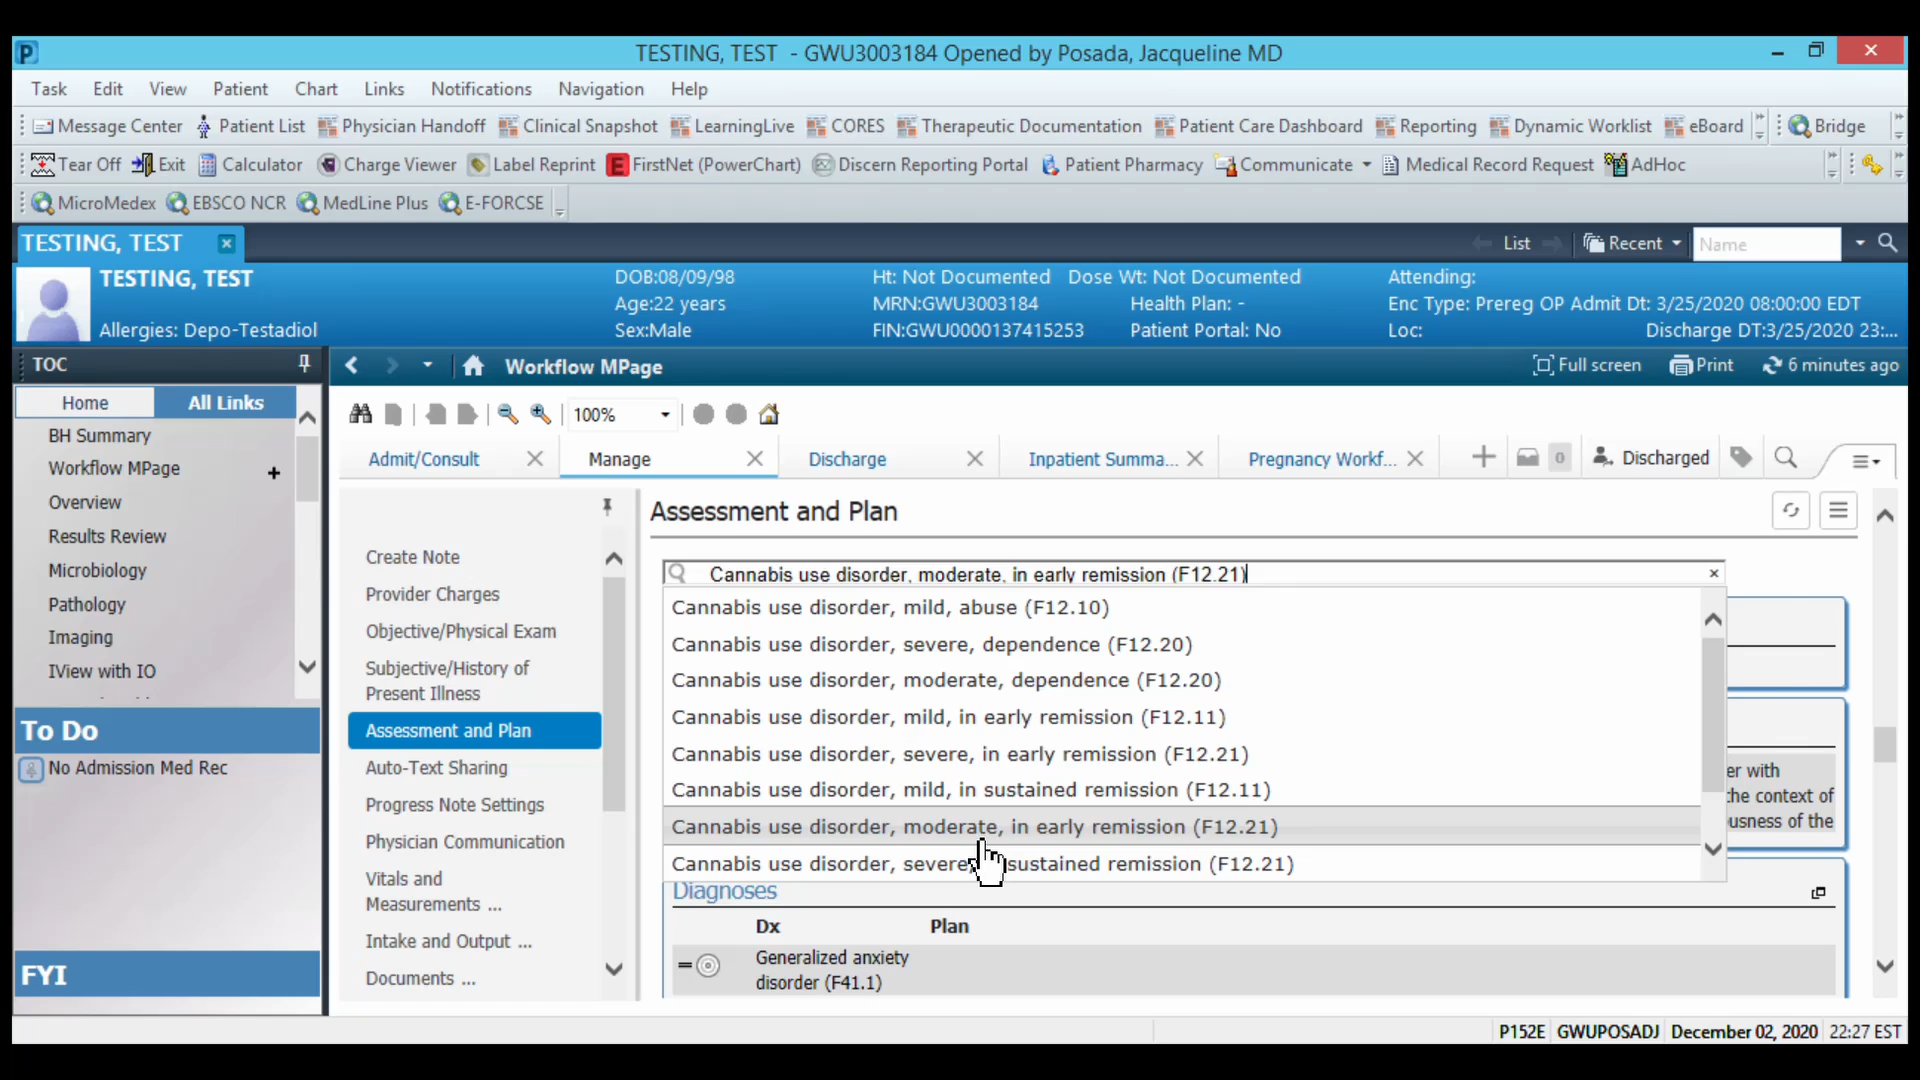 TESTING, TEST - GWU3003184 Opened by Posada, Jacqueline MD
Task Edit View Patient Chart Links Notifications Navigation Help
Message Center Patient List Physician Handoff Clinical Snapshot LearningLive CORES Therapeutic Documentation Patient Care Dashboard Reporting Dynamic Worklist eBoard Bridge
Tear Off Exit Calculator Charge Viewer Label Reprint FirstNet (PowerChart) Discern Reporting Portal Patient Pharmacy Communicate Medical Record Request AdHoc
MicroMedex EBSCO NCR MedLine Plus E-FORCSE
TESTING, TEST List Recent Name
TESTING, TEST DOB:08/09/98 Ht: Not Documented Dose Wt: Not Documented Attending:
Age:22 years MRN:GWU3003184 Health Plan: - Enc Type: Prereg OP Admit Dt: 3/25/2020 08:00:00 EDT
Allergies: Depo-Testadiol Sex:Male FIN:GWU0000137415253 Patient Portal: No Loc: Discharge DT:3/25/2020 23:...
TOC
Home All Links
BH Summary
Workflow MPage
Overview
Results Review
Microbiology
Pathology
Imaging
IView with IO
To Do
No Admission Med Rec
FYI
Workflow MPage Full screen Print 6 minutes ago
100%
Admit/Consult Manage Discharge Inpatient Summa... Pregnancy Workf... 0 Discharged
Create Note
Provider Charges
Objective/Physical Exam
Subjective/History of
Present Illness
Assessment and Plan
Auto-Text Sharing
Progress Note Settings
Physician Communication
Vitals and
Measurements ...
Intake and Output ...
Documents ...
Assessment and Plan
Cannabis use disorder, moderate, in early remission (F12.21)
Cannabis use disorder, mild, abuse (F12.10)
Cannabis use disorder, severe, dependence (F12.20)
Cannabis use disorder, moderate, dependence (F12.20)
Cannabis use disorder, mild, in early remission (F12.11)
Cannabis use disorder, severe, in early remission (F12.21)
Cannabis use disorder, mild, in sustained remission (F12.11)
Cannabis use disorder, moderate, in early remission (F12.21)
Cannabis use disorder, severe, sustained remission (F12.21)
er with
the context of
usness of the
Diagnoses
Dx Plan
Generalized anxiety
disorder (F41.1)
P152E GWUPOSADJ December 02, 2020 22:27 EST